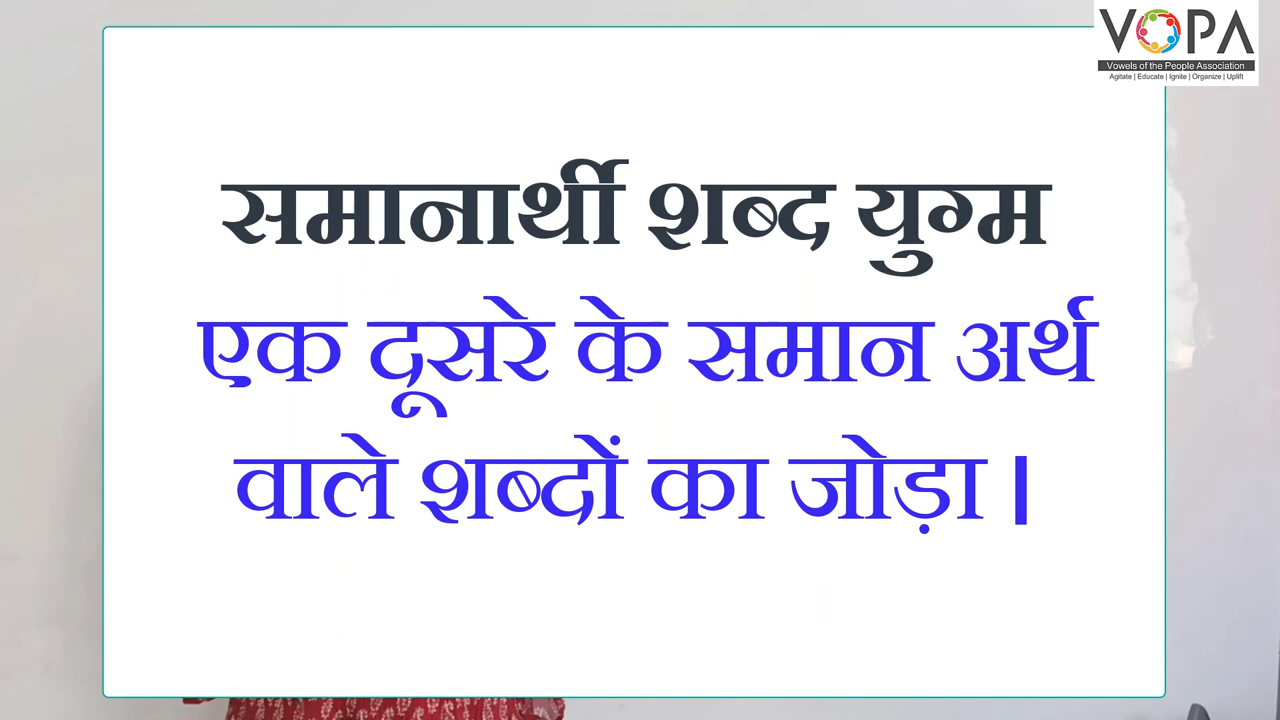 VOPA
Vowels of the People Association
Agitate | Educate | Ignite | Organize | Uplift
समानार्थी शब्द युग्म
एक दूसरे के समान अर्थ
वाले शब्दों का जोड़ा।